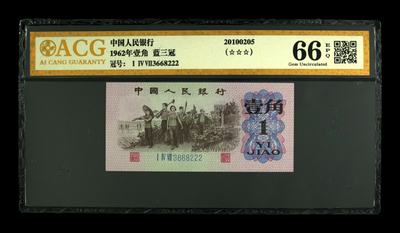 ACG
AI CANG GUARANTY
中国人民银行
1962年壹角 蓝三冠
冠号： I IV VII3668222
20100205
(☆☆☆)
66 EPQ
Gem Uncirculated
中国人民银行
壹角
1
YI
JIAO
I IV VII 3668222